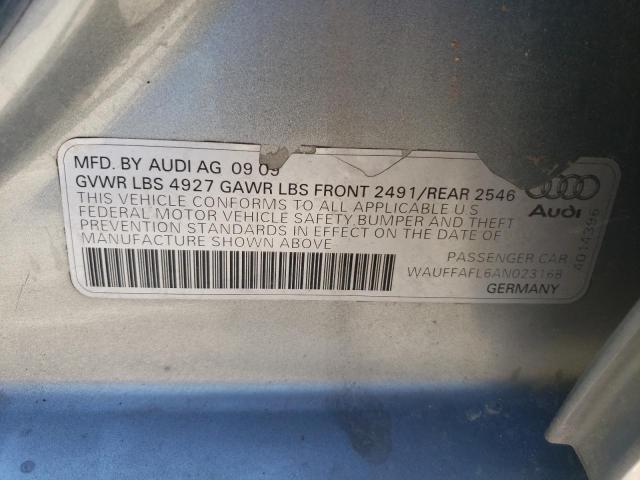 MFD. BY AUDI AG 09 09
GVWR LBS 4927 GAWR LBS FRONT 2491/REAR 2546
THIS VEHICLE CONFORMS TO ALL APPLICABLE U.S
FEDERAL MOTOR VEHICLE SAFETY, BUMPER AND THEFT
PREVENTION STANDARDS IN EFFECT ON THE DATE OF
MANUFACTURE SHOWN ABOVE
Audi
PASSENGER CAR
WAUFFAFL6AN023168
GERMANY
4014396